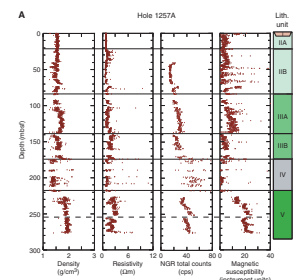 A
Hole 1257A
Lith.
unit
0
50
100
150
200
250
300
Depth (mbsf)
IIA
IIB
IIIA
IIIB
IV
V
1 2 3
0 6 12
0 40 80
0 20 40
Density
(g/cm³)
Resistivity
(Ωm)
NGR total counts
(cps)
Magnetic
susceptibility
(instrument units)